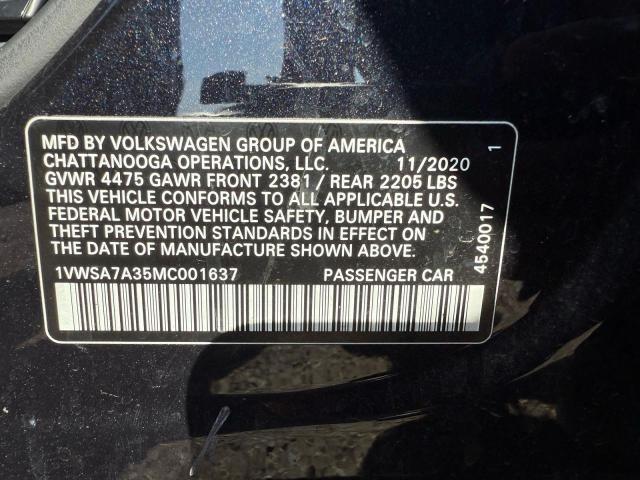 MFD BY VOLKSWAGEN GROUP OF AMERICA
CHATTANOOGA OPERATIONS, LLC. 11/2020
GVWR 4475 GAWR FRONT 2381 / REAR 2205 LBS
THIS VEHICLE CONFORMS TO ALL APPLICABLE U.S.
FEDERAL MOTOR VEHICLE SAFETY, BUMPER AND
THEFT PREVENTION STANDARDS IN EFFECT ON
THE DATE OF MANUFACTURE SHOWN ABOVE.
1VWSA7A35MC001637 PASSENGER CAR
4540017 1